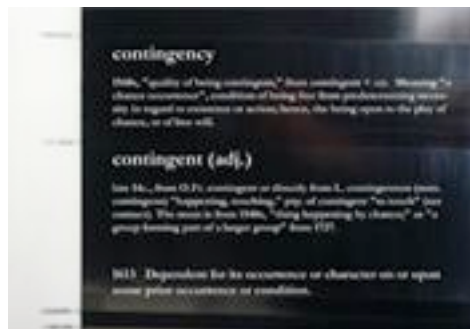 contingency
1560s, "quality of being contingent," from contingent + -cy. Meaning "a
chance occurrence", condition of being free from predetermining necessi-
ty in regard to existence or action; hence, the being open to the play of
chance, or of free will.
contingent (adj.)
late 14c., from O.Fr. contingent or directly from L. contingentem (nom.
contingens) "happening, touching," prp. of contingere "to touch" (see
contact). The noun is from 1540s, "thing happening by chance;" as "a
group forming part of a larger group" from 1727.
1613 Dependent for its occurrence or character on or upon
some prior occurrence or condition.